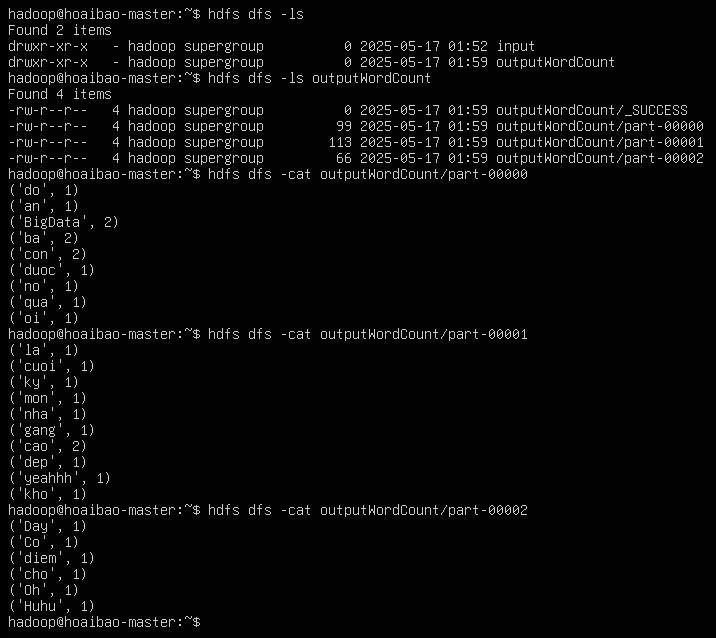 hadoop@hoaibao-master:~$ hdfs dfs -ls
Found 2 items
drwxr-xr-x   - hadoop supergroup          0 2025-05-17 01:52 input
drwxr-xr-x   - hadoop supergroup          0 2025-05-17 01:59 outputWordCount
hadoop@hoaibao-master:~$ hdfs dfs -ls outputWordCount
Found 4 items
-rw-r--r--   4 hadoop supergroup          0 2025-05-17 01:59 outputWordCount/_SUCCESS
-rw-r--r--   4 hadoop supergroup         99 2025-05-17 01:59 outputWordCount/part-00000
-rw-r--r--   4 hadoop supergroup        113 2025-05-17 01:59 outputWordCount/part-00001
-rw-r--r--   4 hadoop supergroup         66 2025-05-17 01:59 outputWordCount/part-00002
hadoop@hoaibao-master:~$ hdfs dfs -cat outputWordCount/part-00000
('do', 1)
('an', 1)
('BigData', 2)
('ba', 2)
('con', 2)
('duoc', 1)
('no', 1)
('qua', 1)
('oi', 1)
hadoop@hoaibao-master:~$ hdfs dfs -cat outputWordCount/part-00001
('la', 1)
('cuoi', 1)
('ky', 1)
('mon', 1)
('nha', 1)
('gang', 1)
('cao', 2)
('dep', 1)
('yeahhh', 1)
('kho', 1)
hadoop@hoaibao-master:~$ hdfs dfs -cat outputWordCount/part-00002
('Day', 1)
('Co', 1)
('diem', 1)
('cho', 1)
('Oh', 1)
('Huhu', 1)
hadoop@hoaibao-master:~$